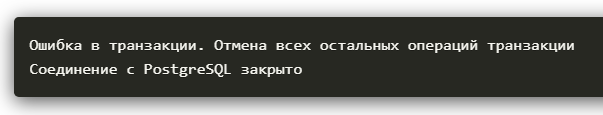 Ошибка в транзакции. Отмена всех остальных операций транзакции
Соединение с PostgreSQL закрыто